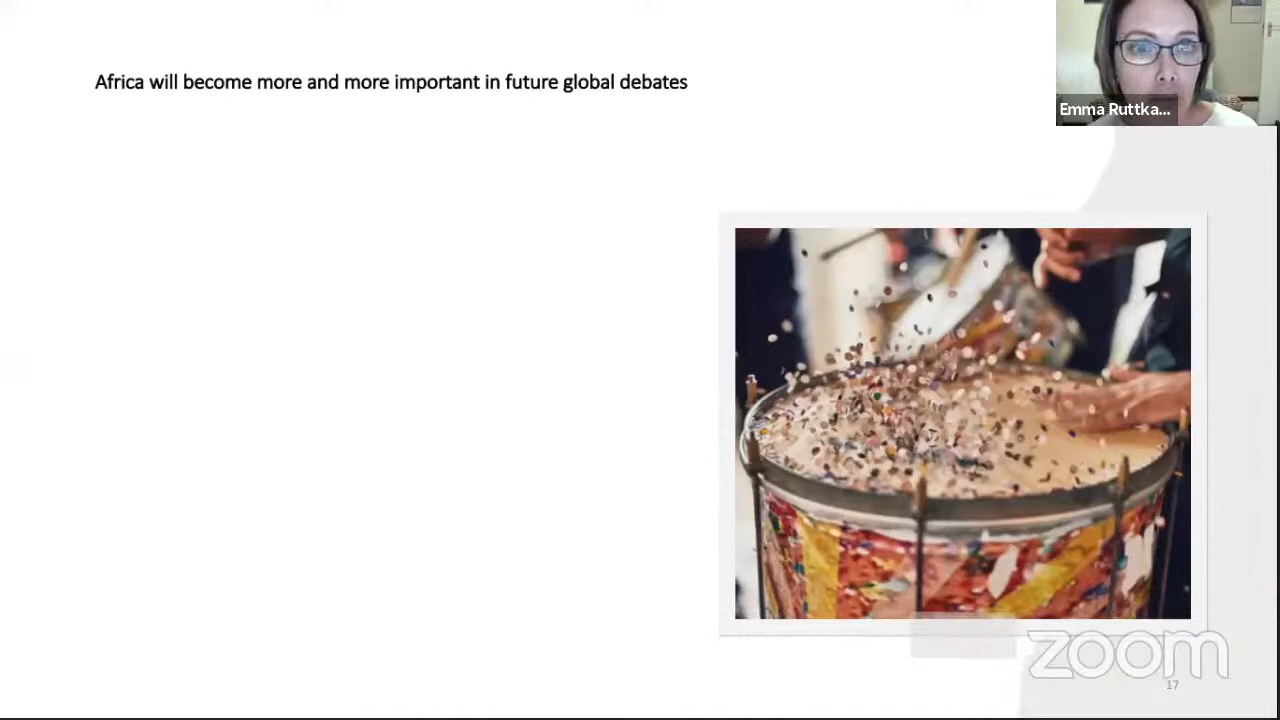 Africa will become more and more important in future global debates
Emma Ruttka...
zoom
17